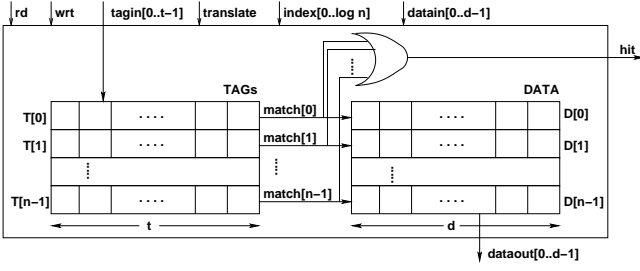 rd wrt tagin[0..t−1] translate index[0..log n] datain[0..d−1]
hit
TAGs DATA
T[0] .... match[0] .... D[0]
T[1] .... match[1] .... D[1]
T[n−1] .... match[n−1] .... D[n−1]
t d
dataout[0..d−1]